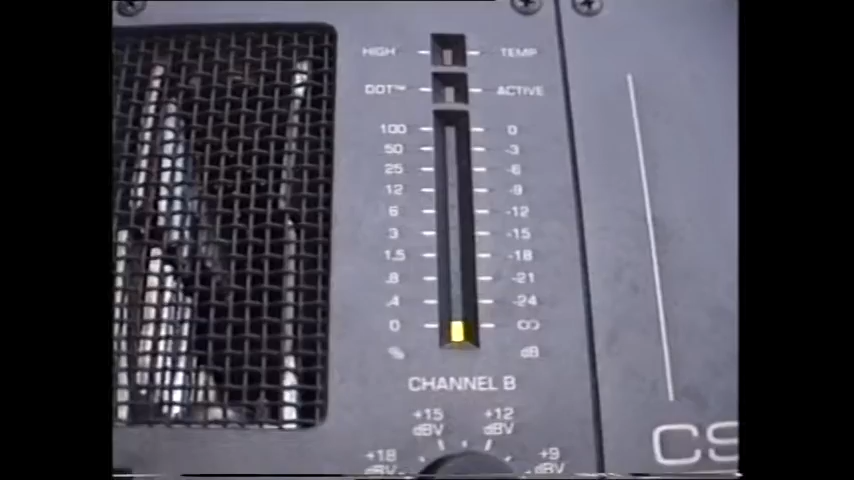 HIGH TEMP
DDT™ ACTIVE
100 0
50 -3
25 -6
12 -9
6 -12
3 -15
1.5 -18
.8 -21
.4 -24
0 ∞
% dB
CHANNEL B
+15 +12
dBV dBV
+18 +9
dBV dBV
CS